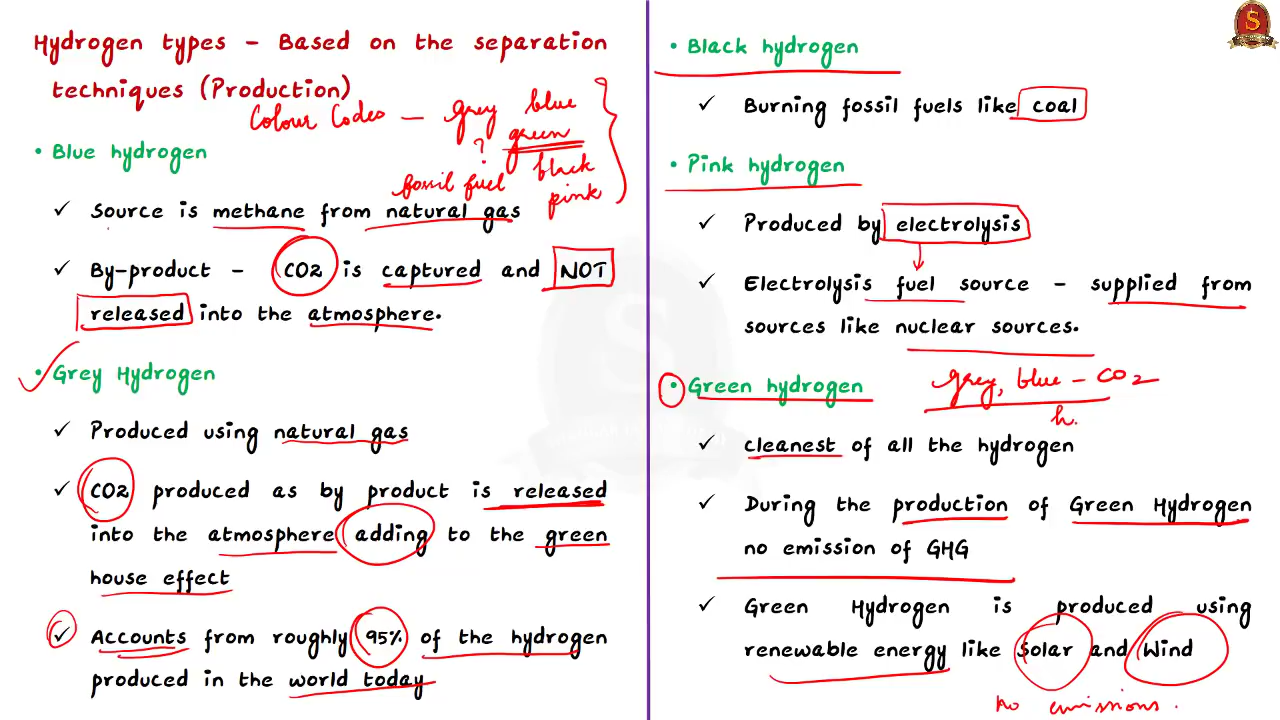 Hydrogen types - Based on the separation
techniques (Production)
Colour Codes - grey blue
green
?
black
fossil fuel
pink
• Blue hydrogen
✓ Source is methane from natural gas
✓ By-product - CO2 is captured and NOT
released into the atmosphere.
• Grey Hydrogen
✓ Produced using natural gas
✓ CO2 produced as by product is released
into the atmosphere adding to the green
house effect
✓ Accounts from roughly 95% of the hydrogen
produced in the world today
• Black hydrogen
✓ Burning fossil fuels like coal
• Pink hydrogen
✓ Produced by electrolysis
✓ Electrolysis fuel source - supplied from
sources like nuclear sources.
• Green hydrogen
grey, blue - CO2
h.
✓ cleanest of all the hydrogen
✓ During the production of Green Hydrogen
no emission of GHG
✓ Green Hydrogen is produced using
renewable energy like Solar and Wind
no emissions.
S